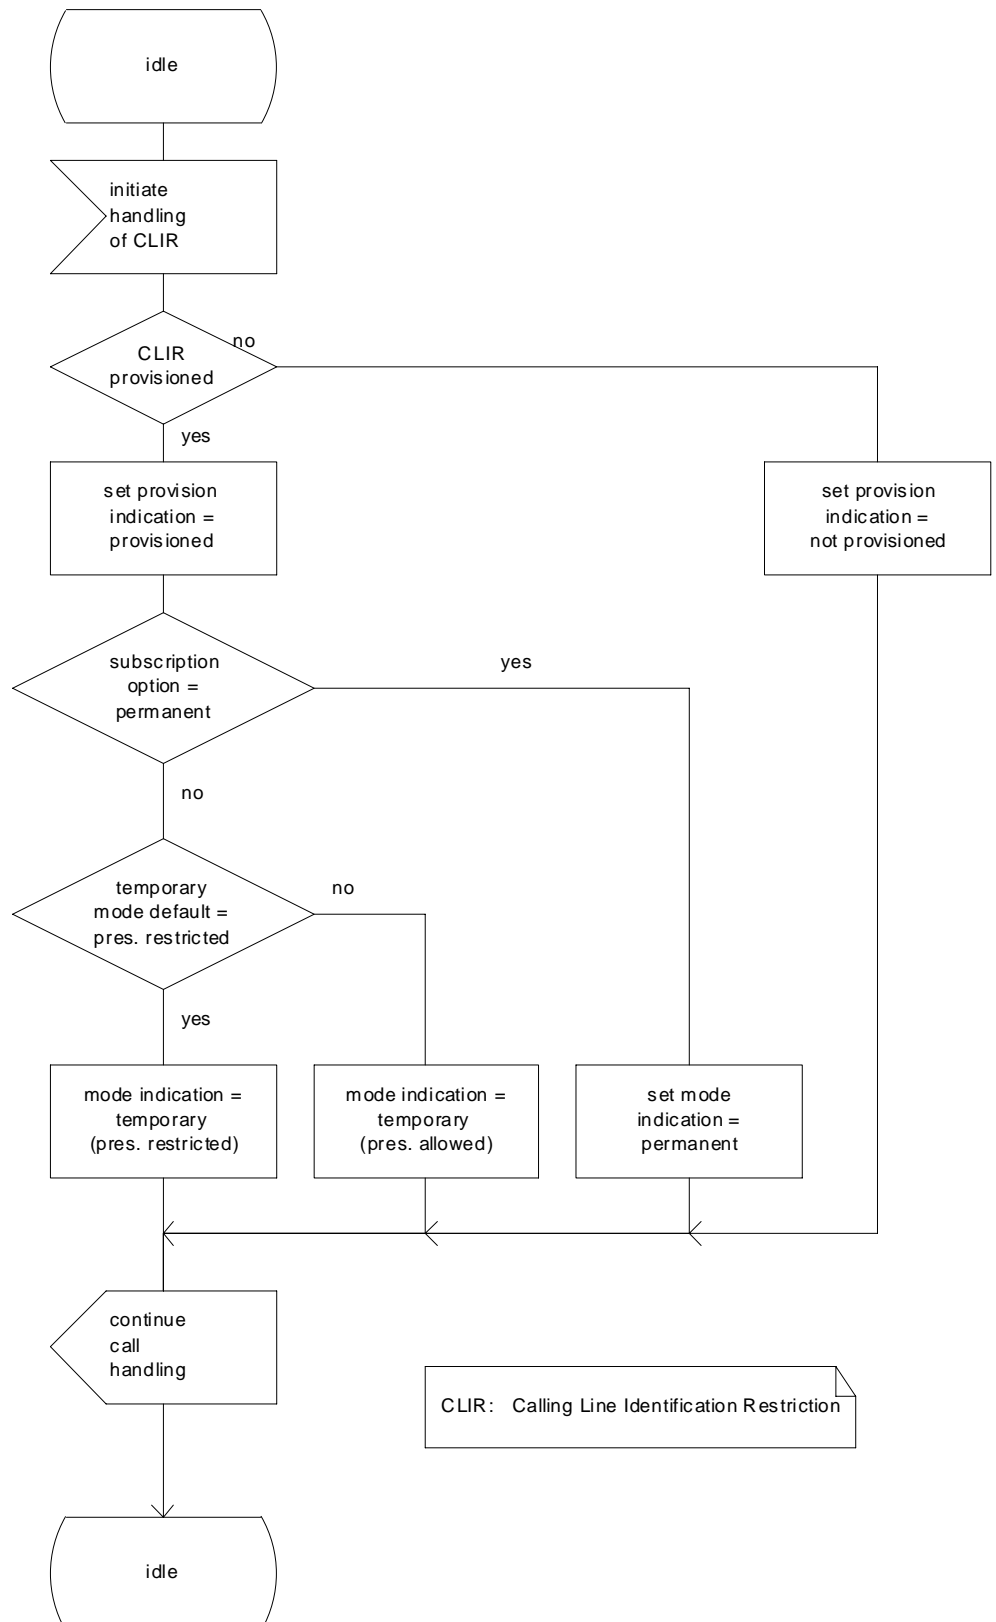 idle
initiate
handling
of CLIR
no
CLIR
provisioned
yes
set provision
indication =
provisioned
set provision
indication =
not provisioned
subscription
option =
permanent
yes
no
temporary
mode default =
pres. restricted
no
yes
mode indication =
temporary
(pres. restricted)
mode indication =
temporary
(pres. allowed)
set mode
indication =
permanent
continue
call
handling
CLIR: Calling Line Identification Restriction
idle